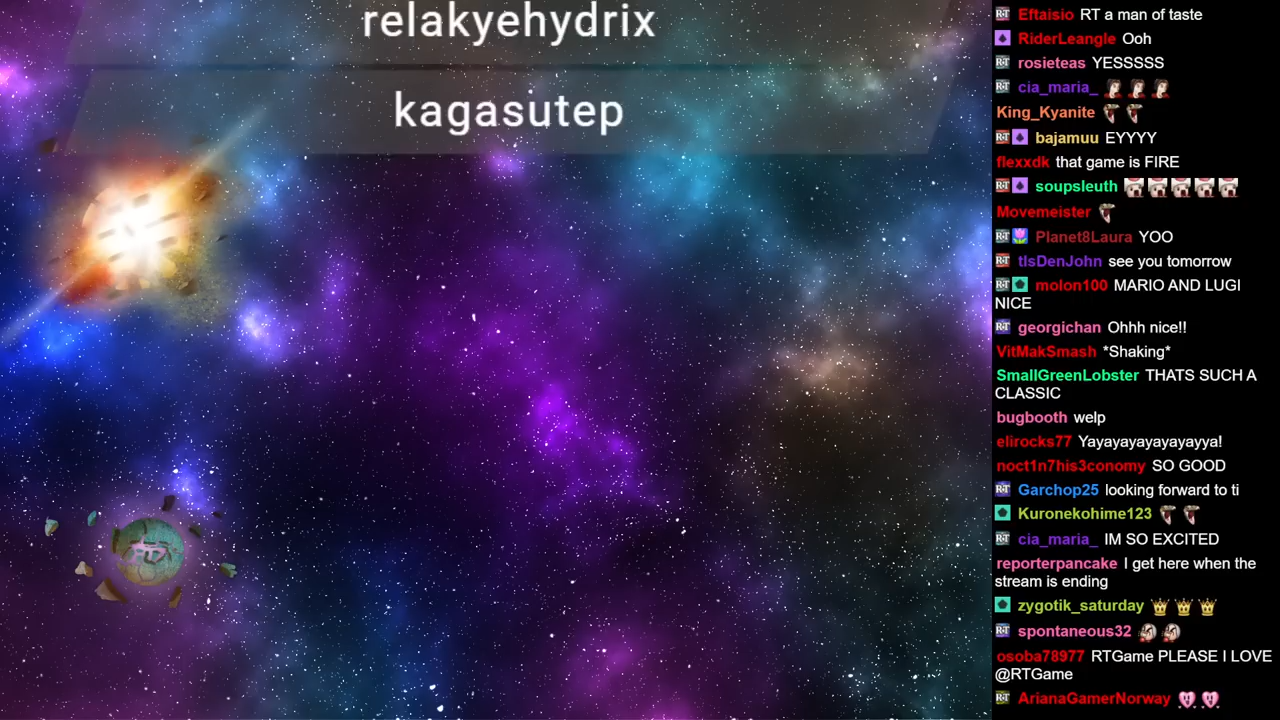 relakyehydrix
kagasutep
Eftaisio RT a man of taste
RiderLeangle Ooh
rosieteas YESSSSS
cia_maria_
King_Kyanite
bajamuu EYYYY
flexxdk that game is FIRE
soupsleuth
Movemeister
Planet8Laura YOO
tIsDenJohn see you tomorrow
molon100 MARIO AND LUGI
NICE
georgichan Ohhh nice!!
VitMakSmash *Shaking*
SmallGreenLobster THATS SUCH A
CLASSIC
bugbooth welp
elirocks77 Yayayayayayayayya!
noct1n7his3conomy SO GOOD
Garchop25 looking forward to ti
Kuronekohime123
cia_maria_ IM SO EXCITED
reporterpancake I get here when the
stream is ending
zygotik_saturday
spontaneous32
osoba78977 RTGame PLEASE I LOVE
@RTGame
ArianaGamerNorway